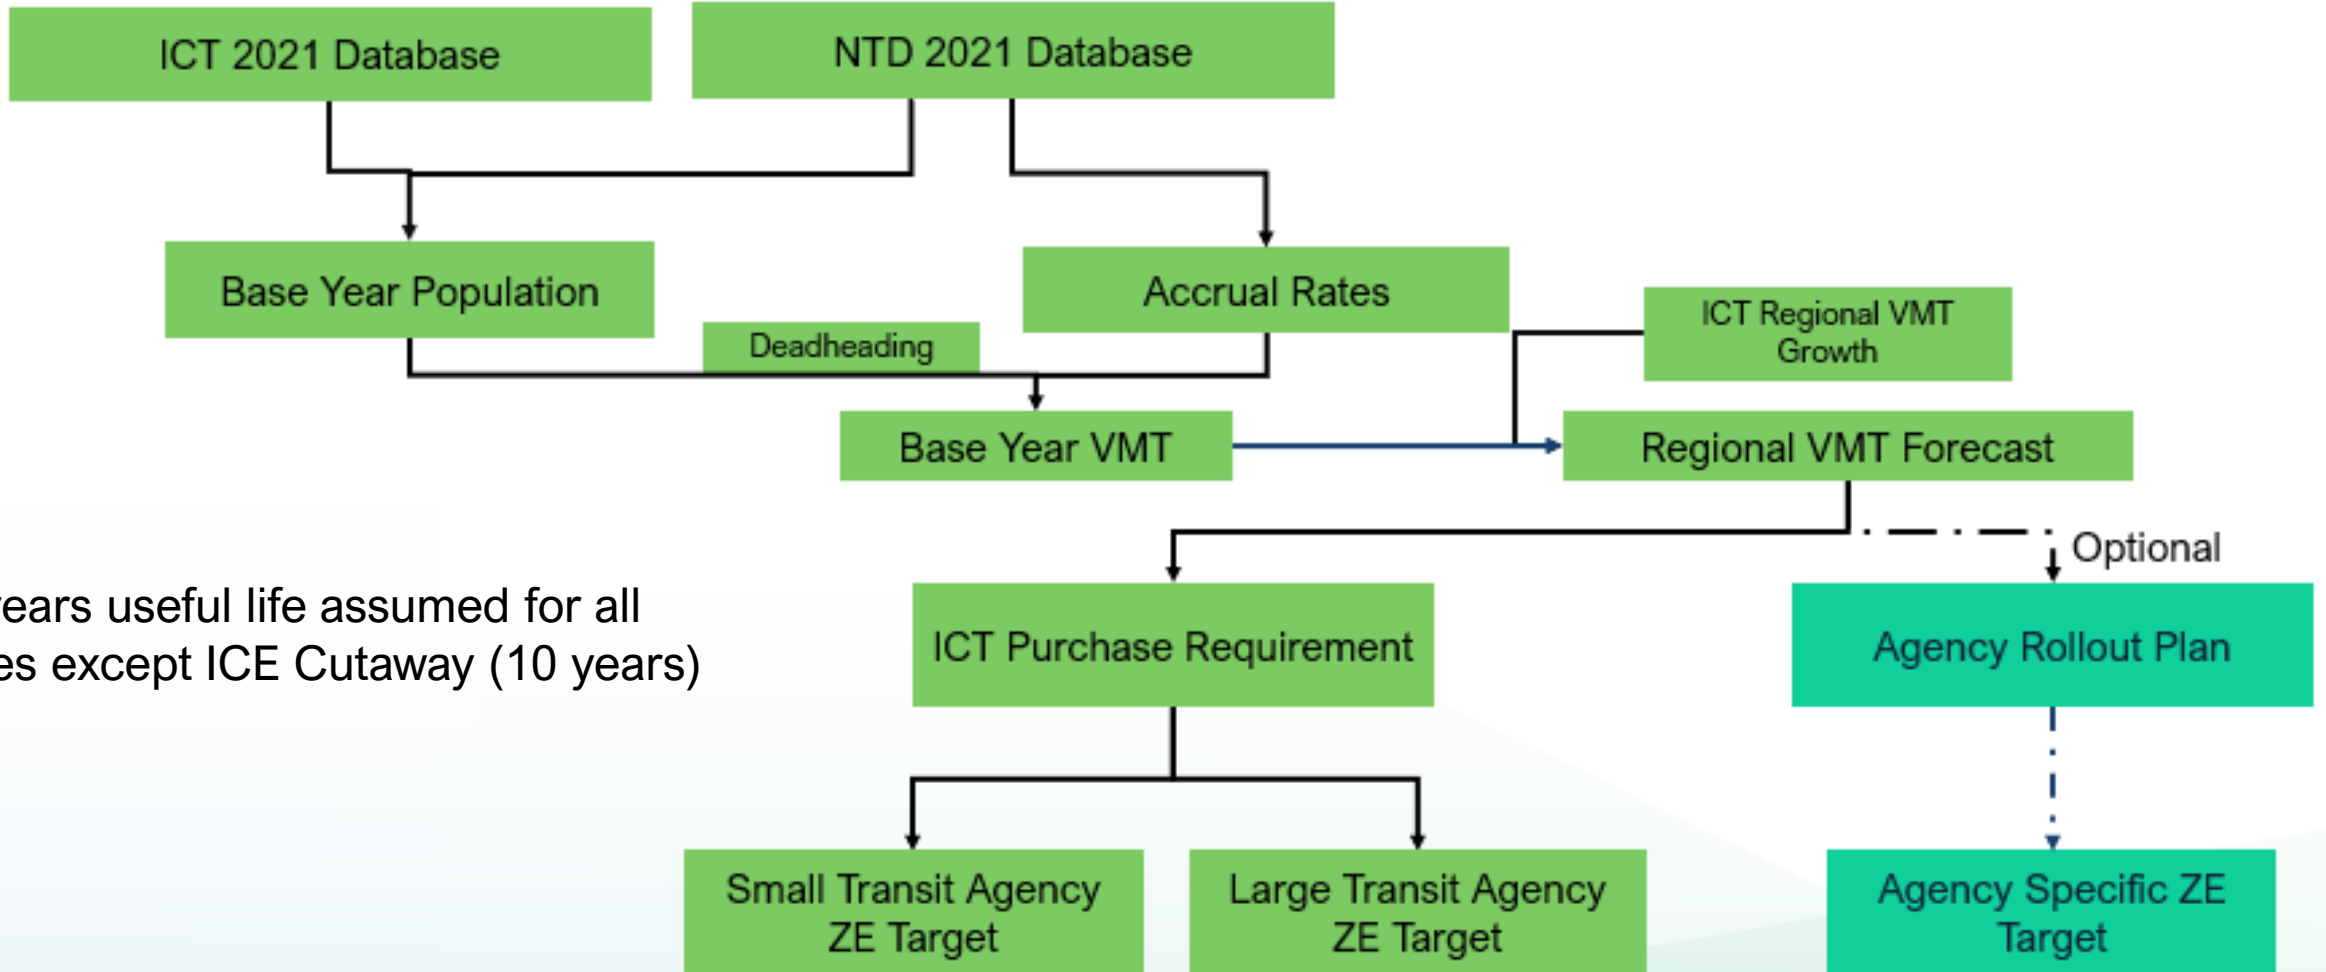 ICT 2021 Database
NTD 2021 Database
Base Year Population
Accrual Rates
Deadheading
ICT Regional VMT
Growth
Base Year VMT
Regional VMT Forecast
Optional
years useful life assumed for all
except ICE Cutaway (10 years)
ICT Purchase Requirement
Agency Rollout Plan
Small Transit Agency
ZE Target
Large Transit Agency
ZE Target
Agency Specific ZE
Target